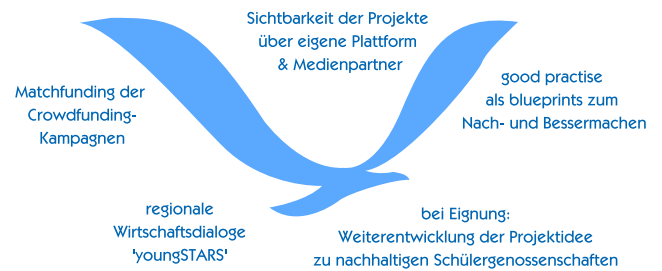 Sichtbarkeit der Projekte
über eigene Plattform
& Medienpartner
Matchfunding der
Crowdfunding-
Kampagnen
good practise
als blueprints zum
Nach- und Bessermachen
regionale
Wirtschaftsdialoge
'youngSTARS'
bei Eignung:
Weiterentwicklung der Projektidee
zu nachhaltigen Schülergenossenschaften